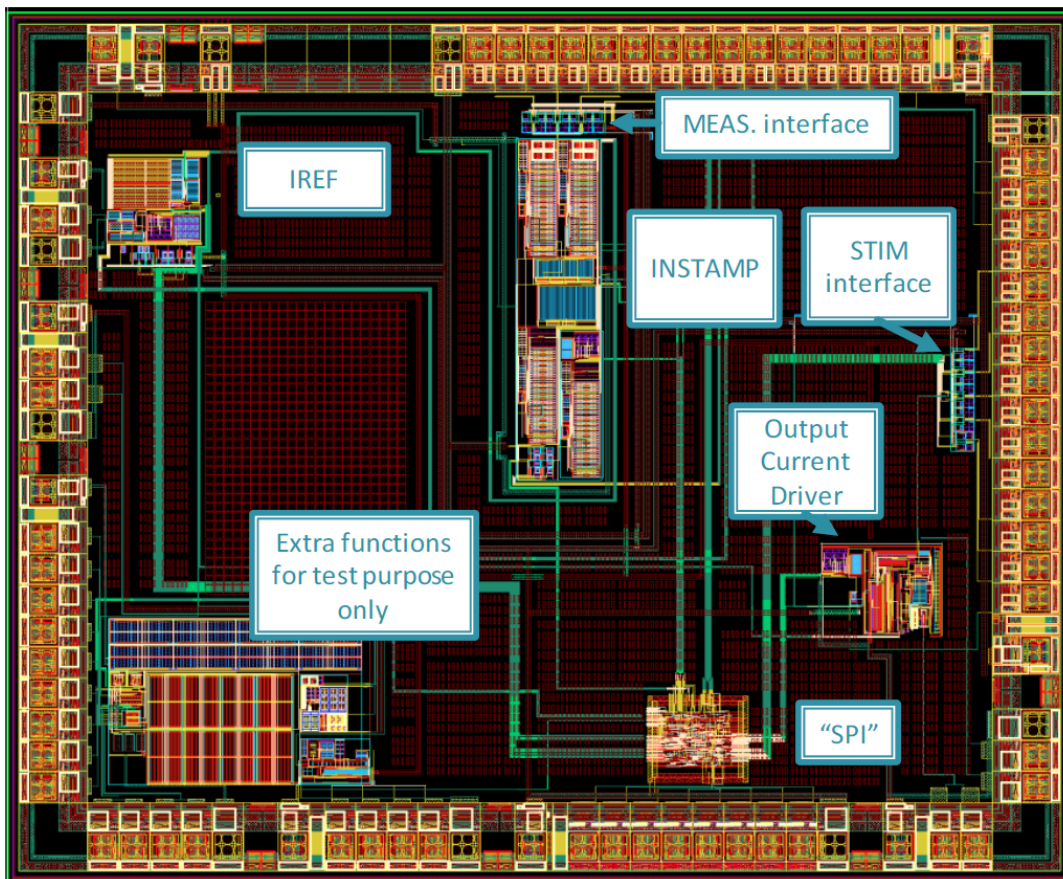 MEAS. interface
IREF
INSTAMP
STIM
interface
Output
Current
Driver
Extra functions
for test purpose
only
“SPI”